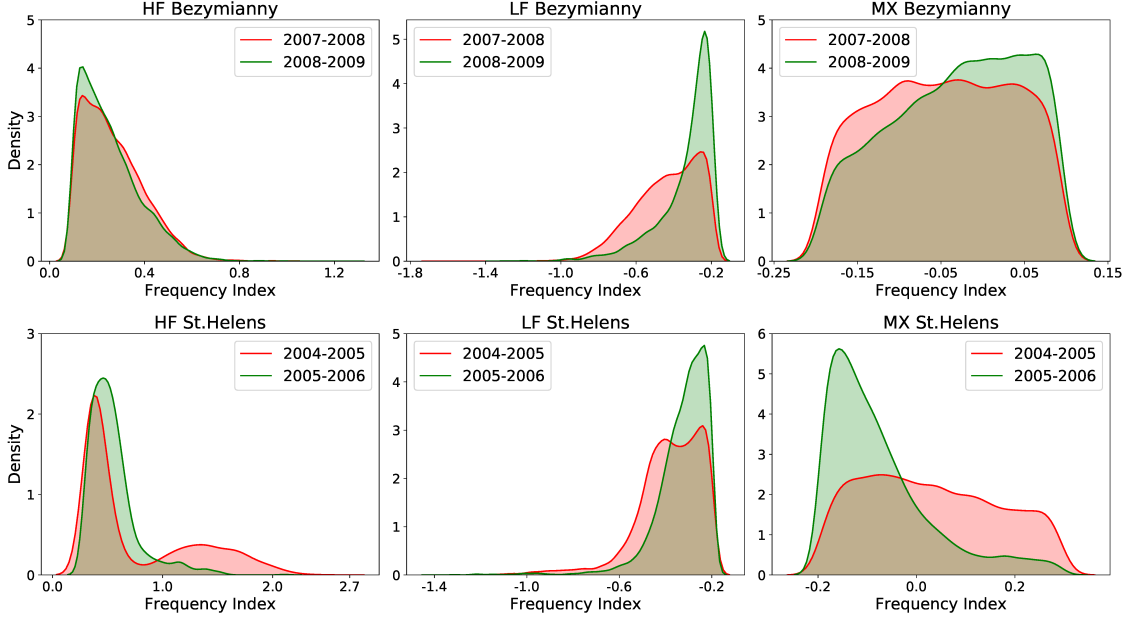 HF Bezymianny
LF Bezymianny
MX Bezymianny
5
4
3
2
1
0
Density
2007-2008
2008-2009
0.0 0.4 0.8 1.2
Frequency Index
5
4
3
2
1
0
2007-2008
2008-2009
-1.8 -1.4 -1.0 -0.6 -0.2
Frequency Index
5
4
3
2
1
0
2007-2008
2008-2009
-0.25 -0.15 -0.05 0.05 0.15
Frequency Index
HF St.Helens
LF St.Helens
MX St.Helens
3
2
1
0
Density
2004-2005
2005-2006
0.0 1.0 2.0 2.7
Frequency Index
5
4
3
2
1
0
2004-2005
2005-2006
-1.4 -1.0 -0.6 -0.2
Frequency Index
6
5
4
3
2
1
0
2004-2005
2005-2006
-0.2 0.0 0.2
Frequency Index